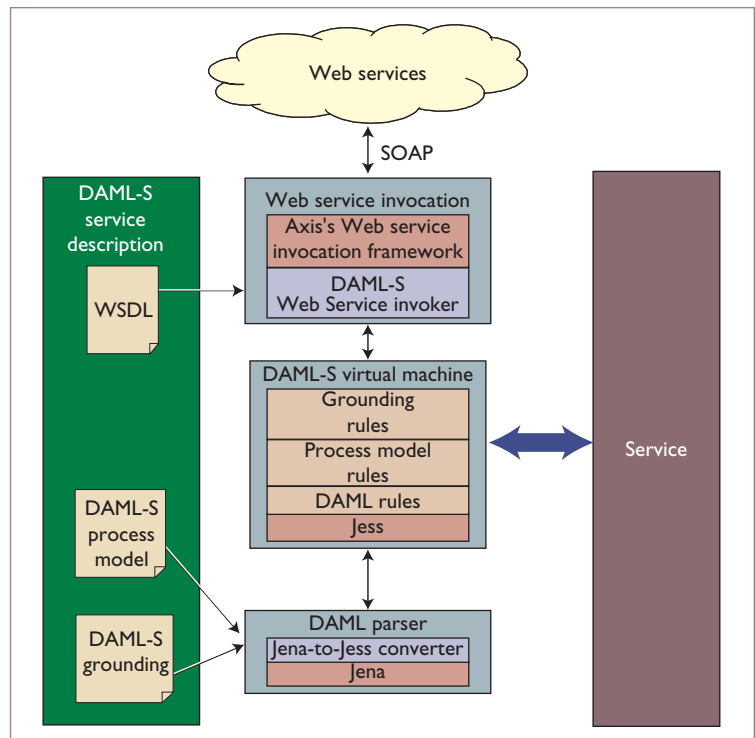 Web services
SOAP
DAML-S
service
description
WSDL
DAML-S
process
model
DAML-S
grounding
Web service invocation
Axis's Web service
invocation framework
DAML-S
Web Service invoker
DAML-S virtual machine
Grounding
rules
Process model
rules
DAML rules
Jess
DAML parser
Jena-to-Jess converter
Jena
Service